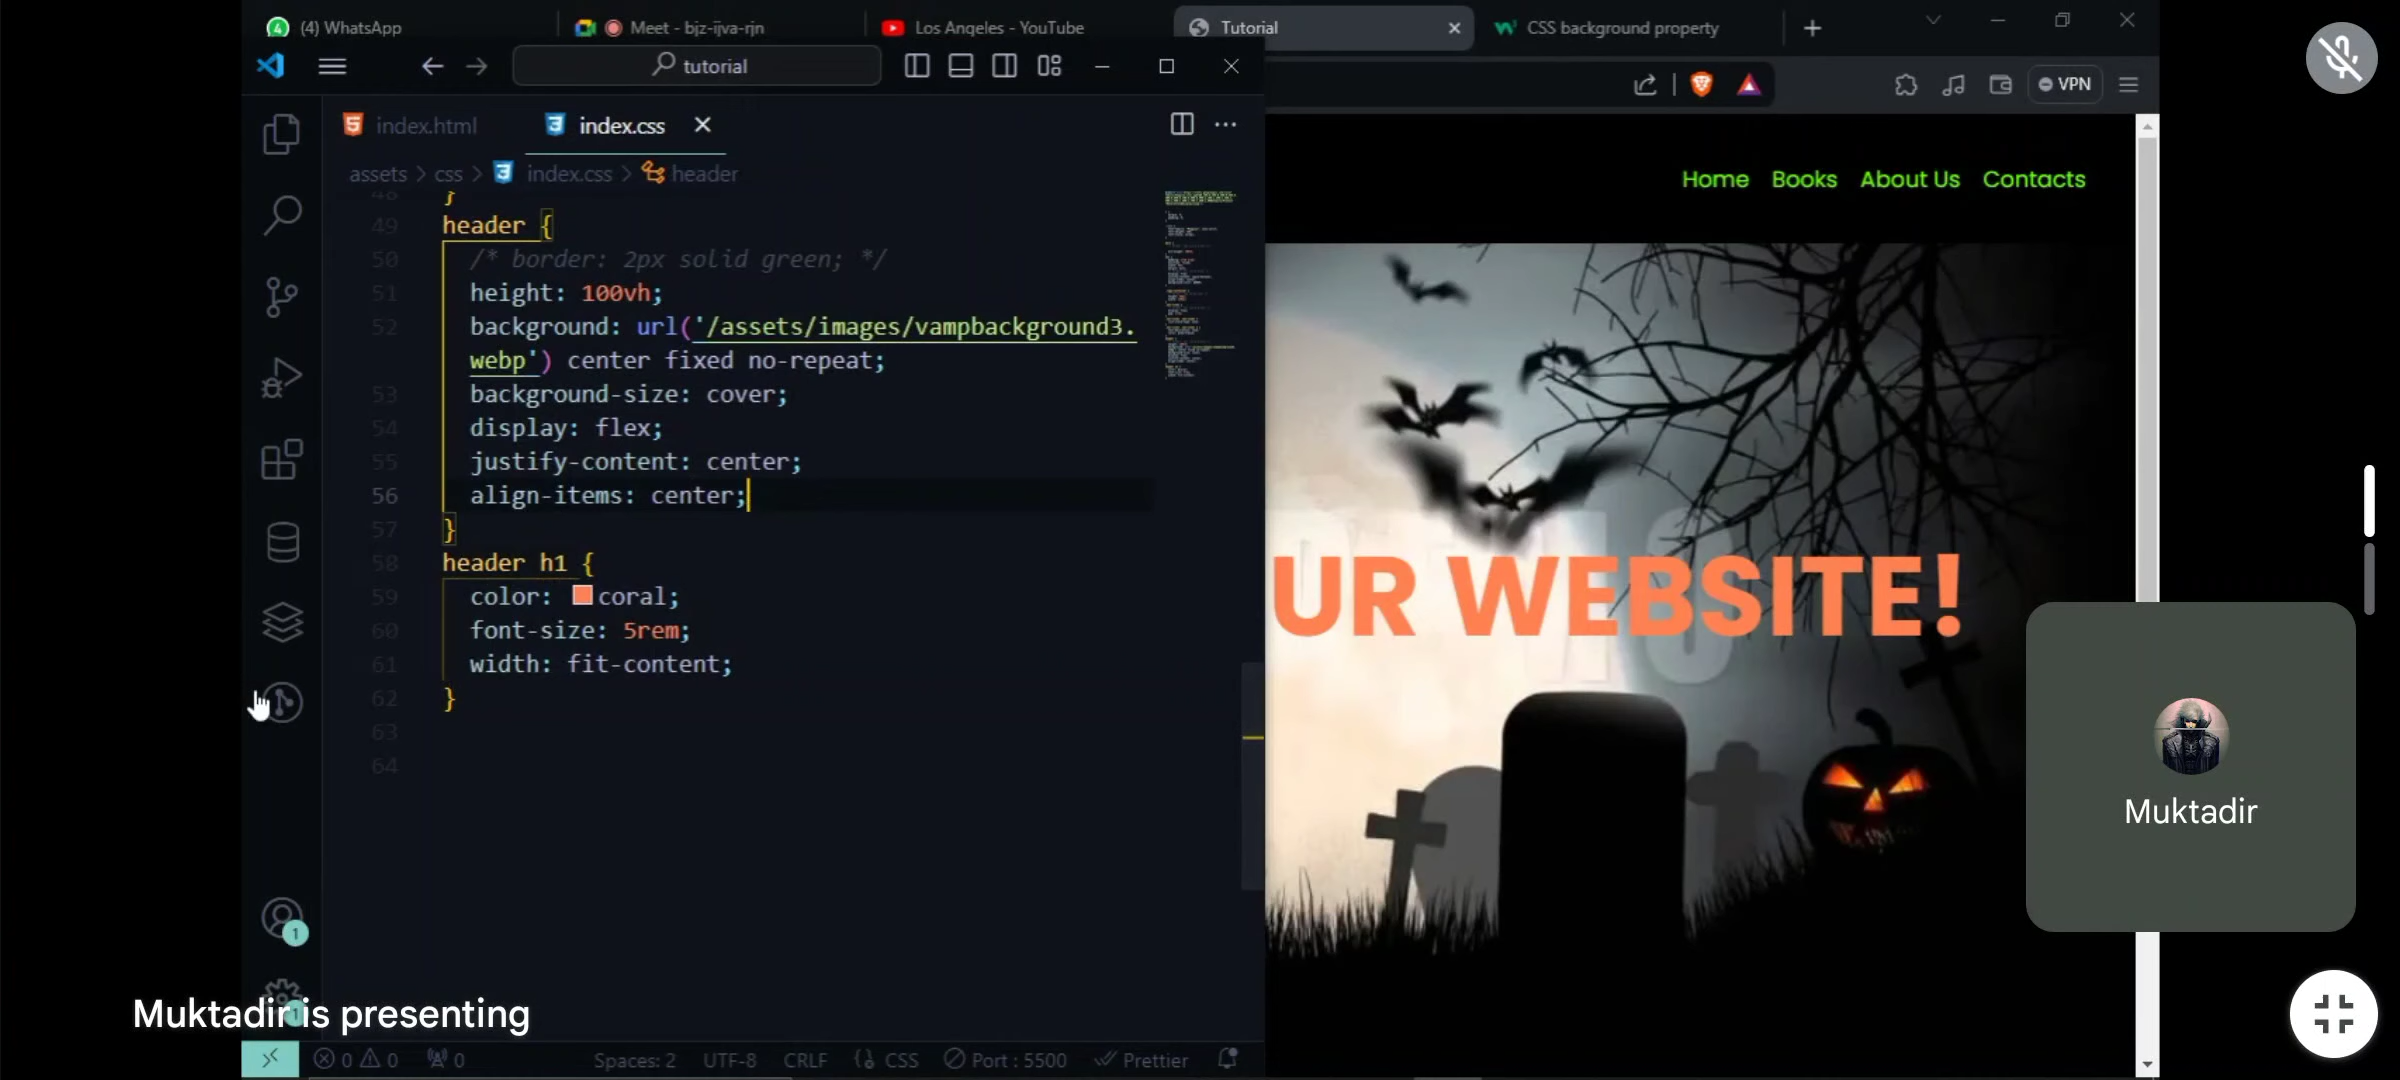 (4) WhatsApp
Meet - bjz-ijva-rjn
Los Angeles - YouTube
Tutorial
CSS background property
tutorial
VPN
index.html
index.css
assets > css > index.css > header
Home Books About Us Contacts
48 }
49 header {
50 /* border: 2px solid green; */
51 height: 100vh;
52 background: url('/assets/images/vampbackground3.
webp') center fixed no-repeat;
53 background-size: cover;
54 display: flex;
55 justify-content: center;
56 align-items: center;
57 }
58 header h1 {
59 color: coral;
60 font-size: 5rem;
61 width: fit-content;
62 }
63
64
UR WEBSITE!
Muktadir
1
1
Muktadir is presenting
0 0 0 Spaces: 2 UTF-8 CRLF {} CSS Port : 5500 Prettier